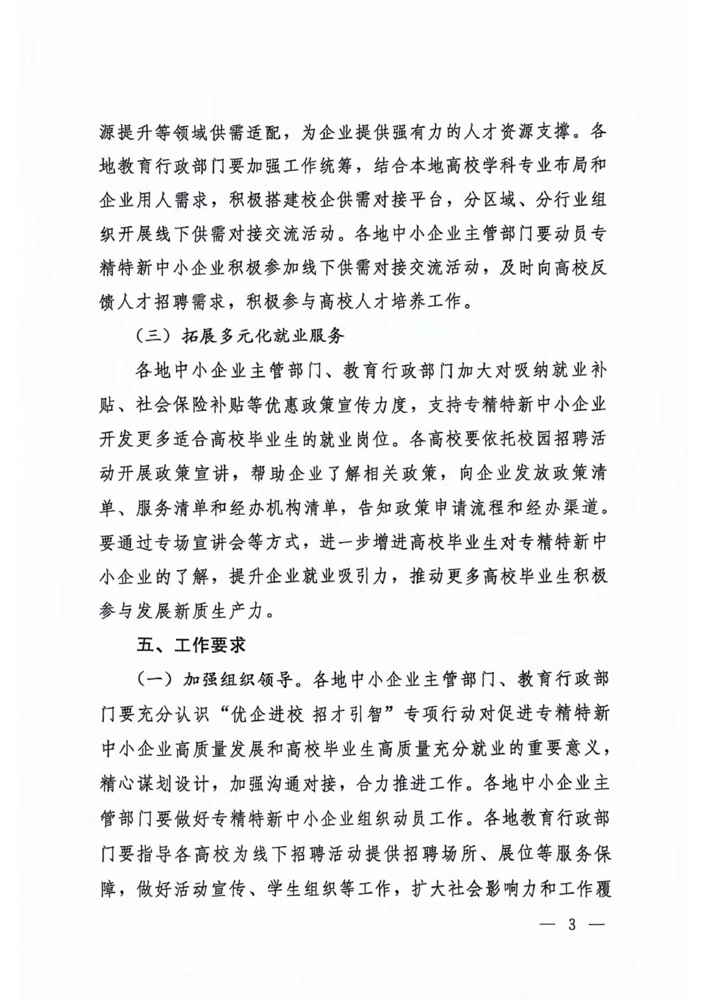 源提升等领域供需适配，为企业提供强有力的人才资源支撑。各
地教育行政部门要加强工作统筹，结合本地高校学科专业布局和
企业用人需求，积极搭建校企供需对接平台，分区域、分行业组
织开展线下供需对接交流活动。各地中小企业主管部门要动员专
精特新中小企业积极参加线下供需对接交流活动，及时向高校反
馈人才招聘需求，积极参与高校人才培养工作。
（三）拓展多元化就业服务
各地中小企业主管部门、教育行政部门加大对吸纳就业补
贴、社会保险补贴等优惠政策宣传力度，支持专精特新中小企业
开发更多适合高校毕业生的就业岗位。各高校要依托校园招聘活
动开展政策宣讲，帮助企业了解相关政策，向企业发放政策清
单、服务清单和经办机构清单，告知政策申请流程和经办渠道。
要通过专场宣讲会等方式，进一步增进高校毕业生对专精特新中
小企业的了解，提升企业就业吸引力，推动更多高校毕业生积极
参与发展新质生产力。
五、工作要求
（一）加强组织领导。各地中小企业主管部门、教育行政部
门要充分认识“优企进校 招才引智”专项行动对促进专精特新
中小企业高质量发展和高校毕业生高质量充分就业的重要意义，
精心谋划设计，加强沟通对接，合力推进工作。各地中小企业主
管部门要做好专精特新中小企业组织动员工作。各地教育行政部
门要指导各高校为线下招聘活动提供招聘场所、展位等服务保
障，做好活动宣传、学生组织等工作，扩大社会影响力和工作覆
— 3 —